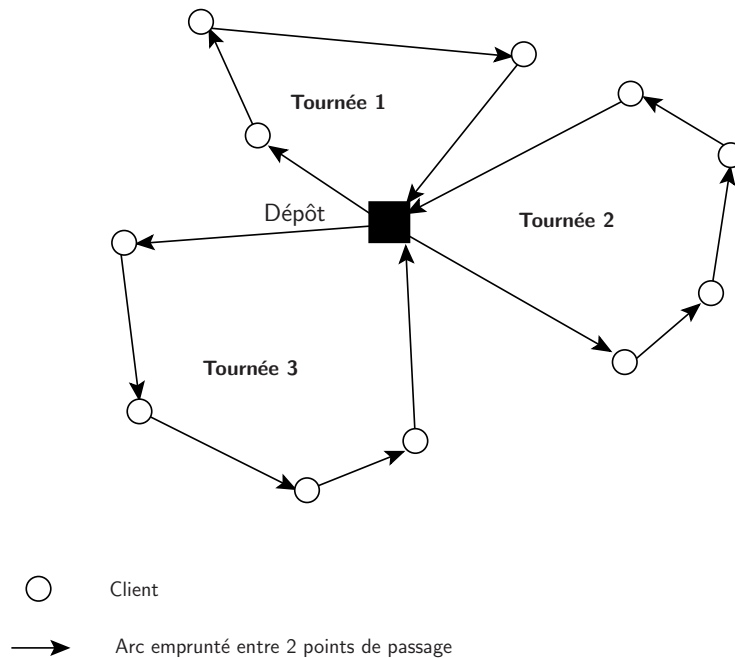 Tournée 1
Dépôt
Tournée 2
Tournée 3
Client
Arc emprunté entre 2 points de passage